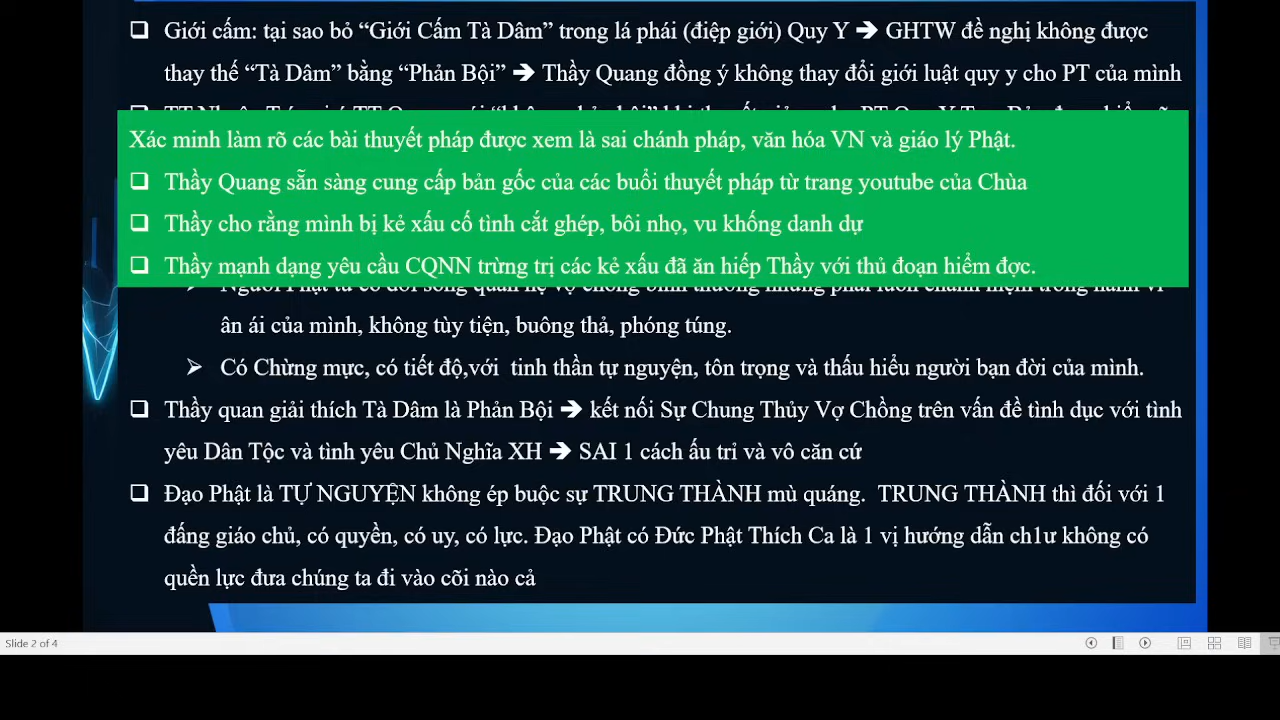 ❑ Giới cấm: tại sao bỏ “Giới Cấm Tà Dâm” trong lá phái (điệp giới) Quy Y 🡺 GHTW đề nghị không được
thay thế “Tà Dâm” bằng “Phản Bội” 🡺 Thầy Quang đồng ý không thay đổi giới luật quy y cho PT của mình
Xác minh làm rõ các bài thuyết pháp được xem là sai chánh pháp, văn hóa VN và giáo lý Phật.
❑ Thầy Quang sẵn sàng cung cấp bản gốc của các buổi thuyết pháp từ trang youtube của Chùa
❑ Thầy cho rằng mình bị kẻ xấu cố tình cắt ghép, bôi nhọ, vu khống danh dự
❑ Thầy mạnh dạng yêu cầu CQNN trừng trị các kẻ xấu đã ăn hiếp Thầy với thủ đoạn hiểm đợc.
ân ái của mình, không tùy tiện, buông thả, phóng túng.
➢ Có Chừng mực, có tiết độ,với tinh thần tự nguyện, tôn trọng và thấu hiểu người bạn đời của mình.
❑ Thầy quan giải thích Tà Dâm là Phản Bội 🡺 kết nối Sự Chung Thủy Vợ Chồng trên vấn đề tình dục với tình
yêu Dân Tộc và tình yêu Chủ Nghĩa XH 🡺 SAI 1 cách ấu trỉ và vô căn cứ
❑ Đạo Phật là TỰ NGUYỆN không ép buộc sự TRUNG THÀNH mù quáng. TRUNG THÀNH thì đối với 1
đấng giáo chủ, có quyền, có uy, có lực. Đạo Phật có Đức Phật Thích Ca là 1 vị hướng dẫn ch1ư không có
quền lực đưa chúng ta đi vào cõi nào cả
Slide 2 of 4